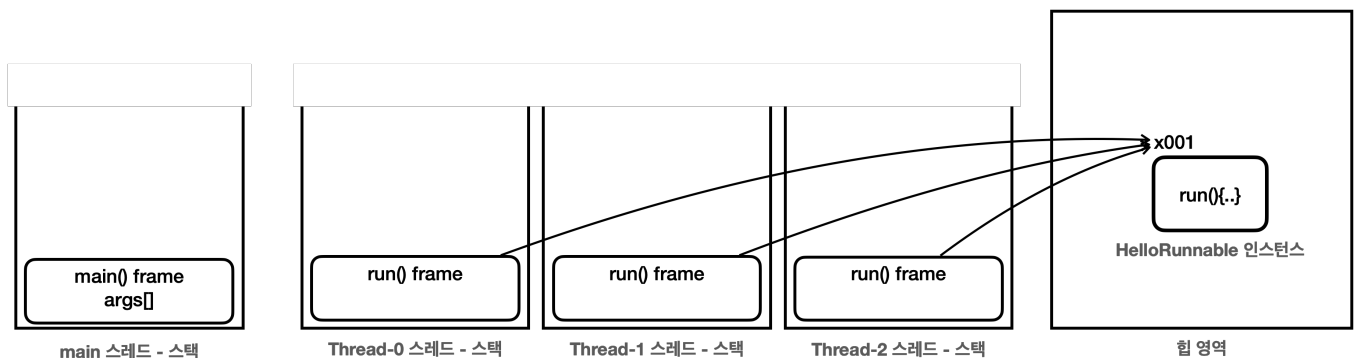 x001
run(){..}
HelloRunnable 인스턴스
main() frame
args[]
run() frame
run() frame
run() frame
main 스레드 - 스택
Thread-0 스레드 - 스택
Thread-1 스레드 - 스택
Thread-2 스레드 - 스택
힙 영역